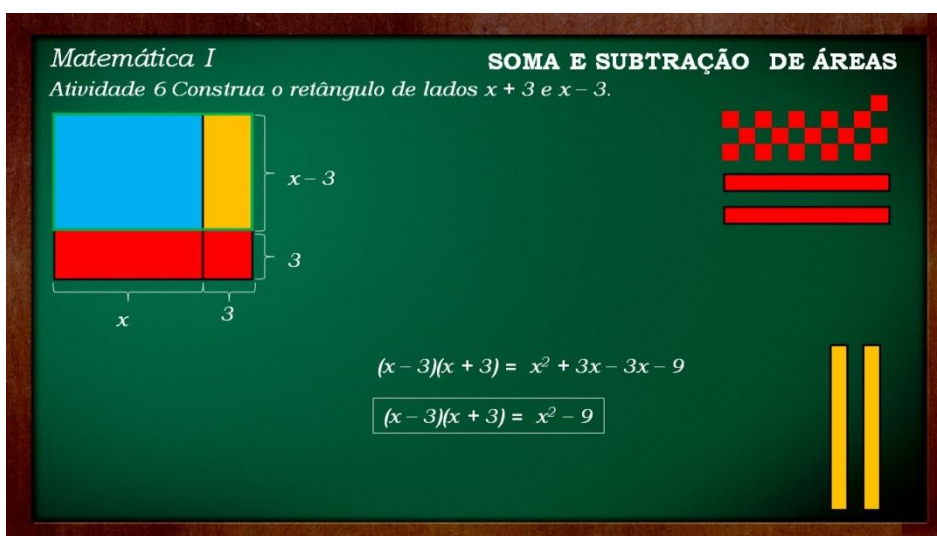 Matemática I
SOMA E SUBTRAÇÃO DE ÁREAS
Atividade 6 Construa o retângulo de lados x + 3 e x – 3.
x – 3
3
x
3
(x – 3)(x + 3) = x² + 3x – 3x – 9
(x – 3)(x + 3) = x² – 9